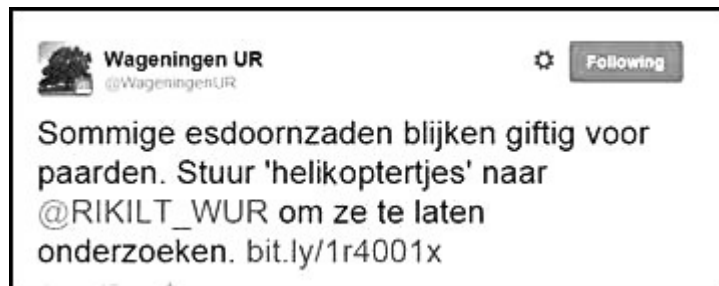 Wageningen UR
@WageningenUR
Following
Sommige esdoornzaden blijken giftig voor
paarden. Stuur 'helikoptertjes' naar
@RIKILT_WUR om ze te laten
onderzoeken. bit.ly/1r4001x